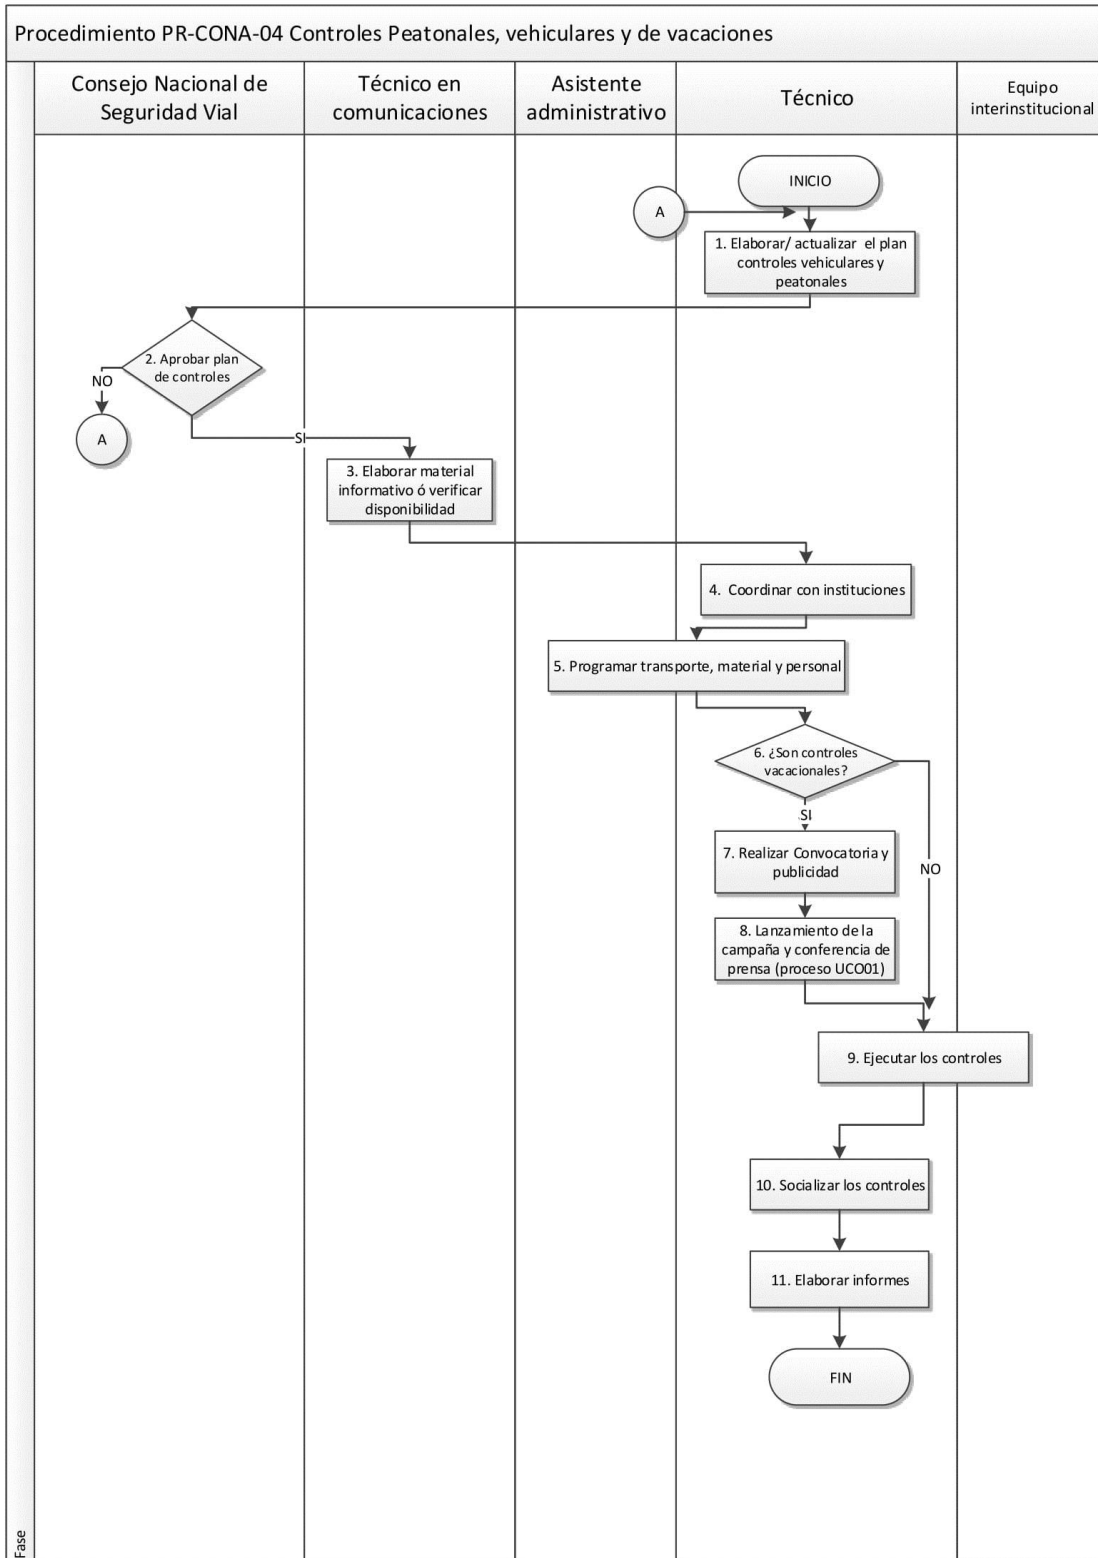 Procedimiento PR-CONA-04 Controles Peatonales, vehiculares y de vacaciones
Consejo Nacional de
Seguridad Vial
Técnico en
comunicaciones
Asistente
administrativo
Técnico
Equipo
interinstitucional
INICIO
A
1. Elaborar/ actualizar el plan
controles vehiculares y
peatonales
2. Aprobar plan
de controles
NO
A
SI
3. Elaborar material
informativo ó verificar
disponibilidad
4. Coordinar con instituciones
5. Programar transporte, material y personal
6. ¿Son controles
vacacionales?
SI
7. Realizar Convocatoria y
publicidad
NO
8. Lanzamiento de la
campaña y conferencia de
prensa (proceso UCO01)
9. Ejecutar los controles
10. Socializar los controles
11. Elaborar informes
FIN
Fase